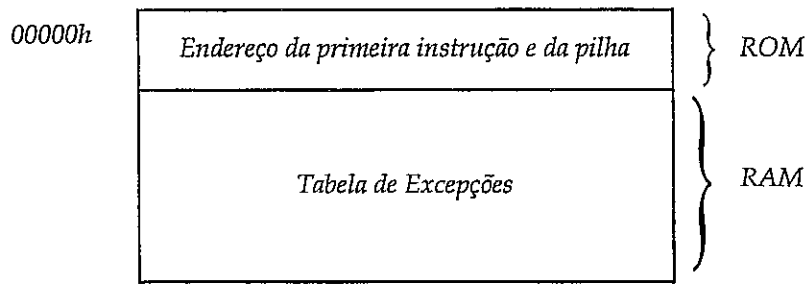 00000h
Endereço da primeira instrução e da pilha
ROM
Tabela de Excepções
RAM